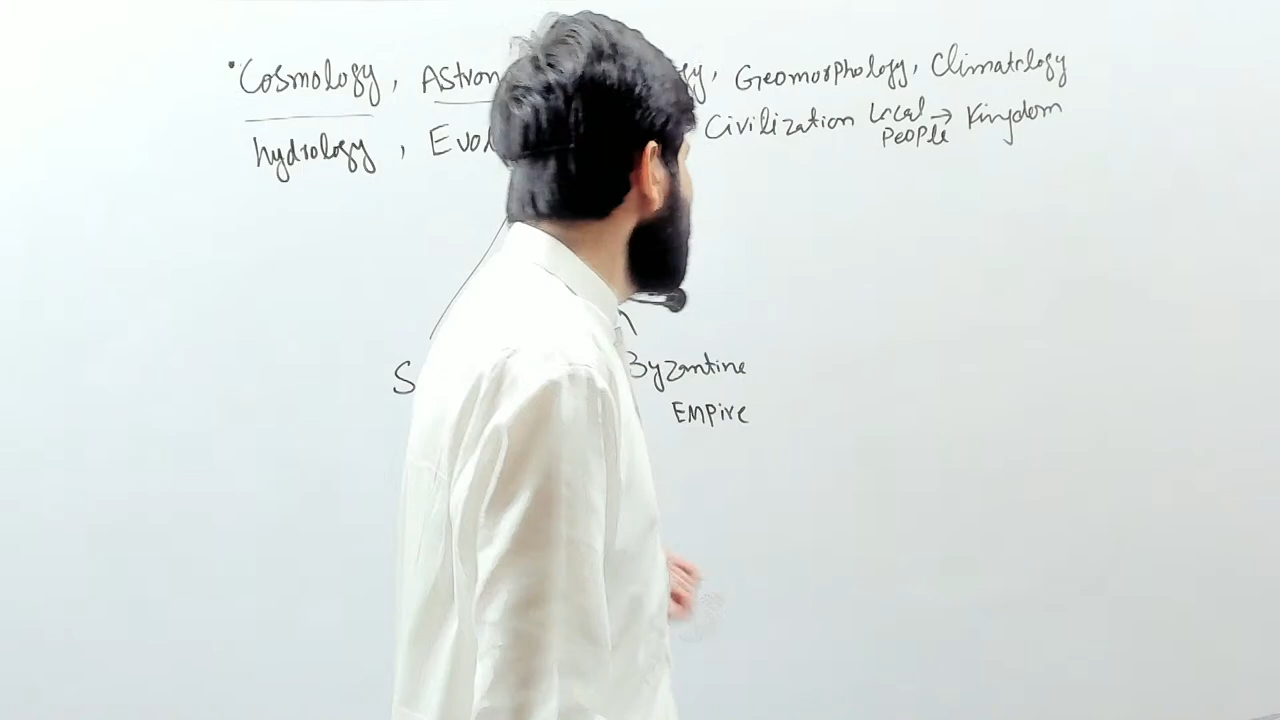 • Cosmology, Astron gy, Geomorphology, Climatology
hydrology, Evol Civilization Local People → Kingdom
S Byzantine
EMPIRE